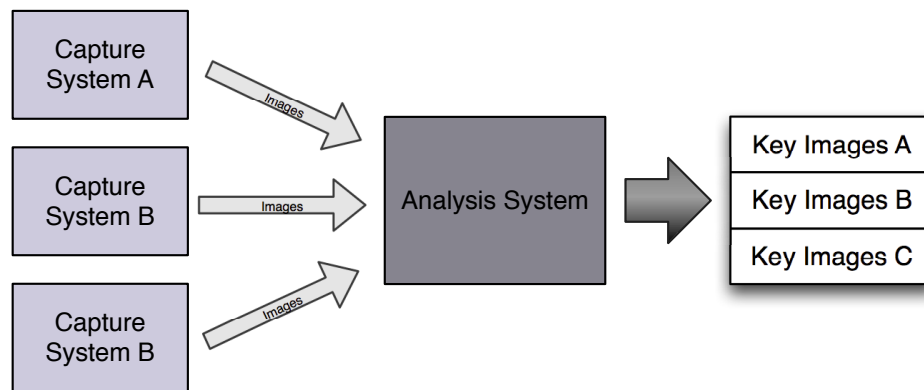 Capture
System A
Images
Capture
System B
Images
Capture
System B
Images
Analysis System
Key Images A
Key Images B
Key Images C